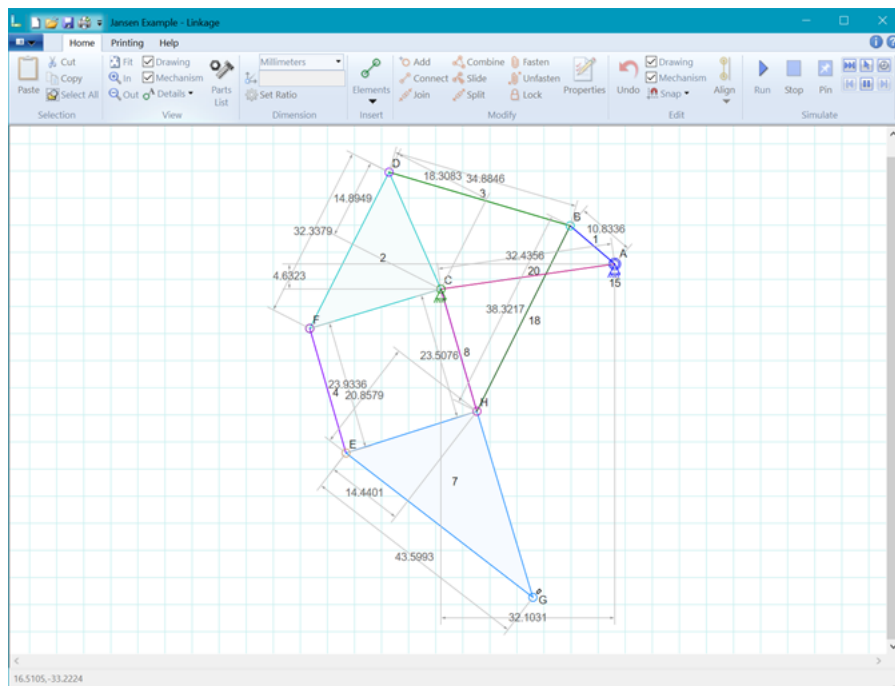 Jansen Example - Linkage
Home Printing Help
Paste
Cut
Copy
Select All
Selection
Fit
In
Out
Drawing
Mechanism
Details
View
Parts
List
Millimeters
Set Ratio
Dimension
Elements
Insert
Add
Connect
Join
Combine
Slide
Split
Fasten
Unfasten
Lock
Properties
Modify
Undo
Drawing
Mechanism
Snap
Align
Edit
Run
Stop
Pin
Simulate
D
18.3083
34.8846
3
14.8949
B
10.8336
1
32.3379
32.4356
A
2
20
4.6323
C
15
38.3217
18
F
23.5076
8
23.9336
4
20.8579
H
E
7
14.4401
43.5993
G
32.1031
16.5105,-33.2224